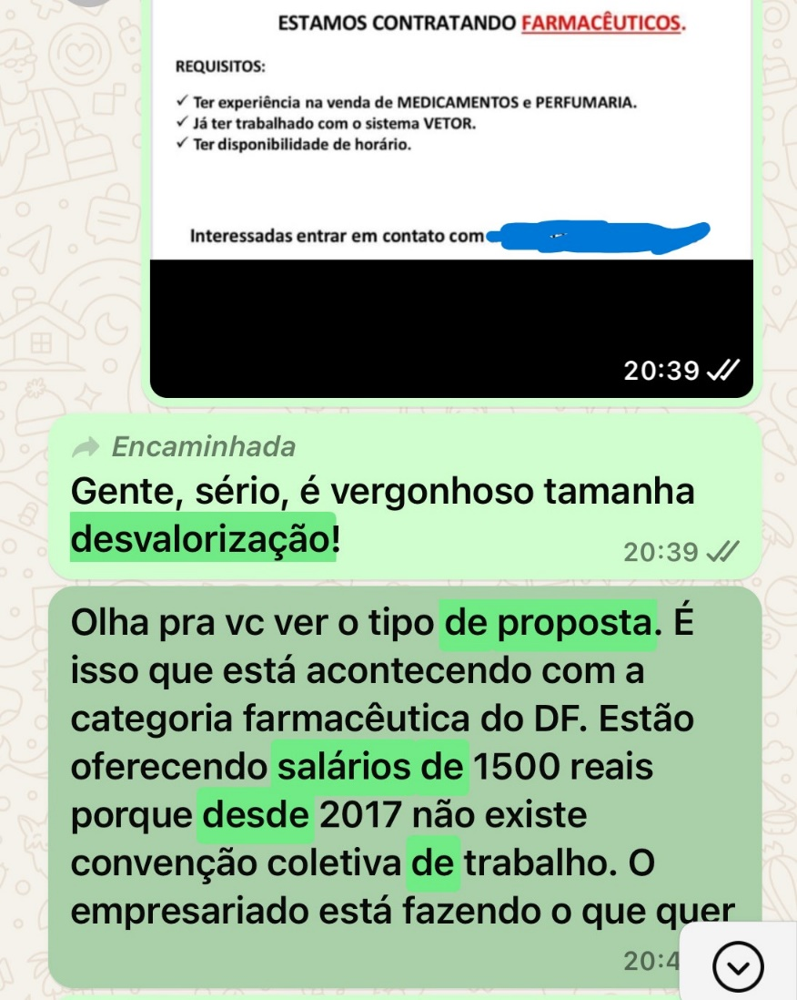 ESTAMOS CONTRATANDO FARMACÊUTICOS.
REQUISITOS:
✓ Ter experiência na venda de MEDICAMENTOS e PERFUMARIA.
✓ Já ter trabalhado com o sistema VETOR.
✓ Ter disponibilidade de horário.
Interessadas entrar em contato com
20:39
Encaminhada
Gente, sério, é vergonhoso tamanha
desvalorização!
20:39
Olha pra vc ver o tipo de proposta. É
isso que está acontecendo com a
categoria farmacêutica do DF. Estão
oferecendo salários de 1500 reais
porque desde 2017 não existe
convenção coletiva de trabalho. O
empresariado está fazendo o que quer
20:4